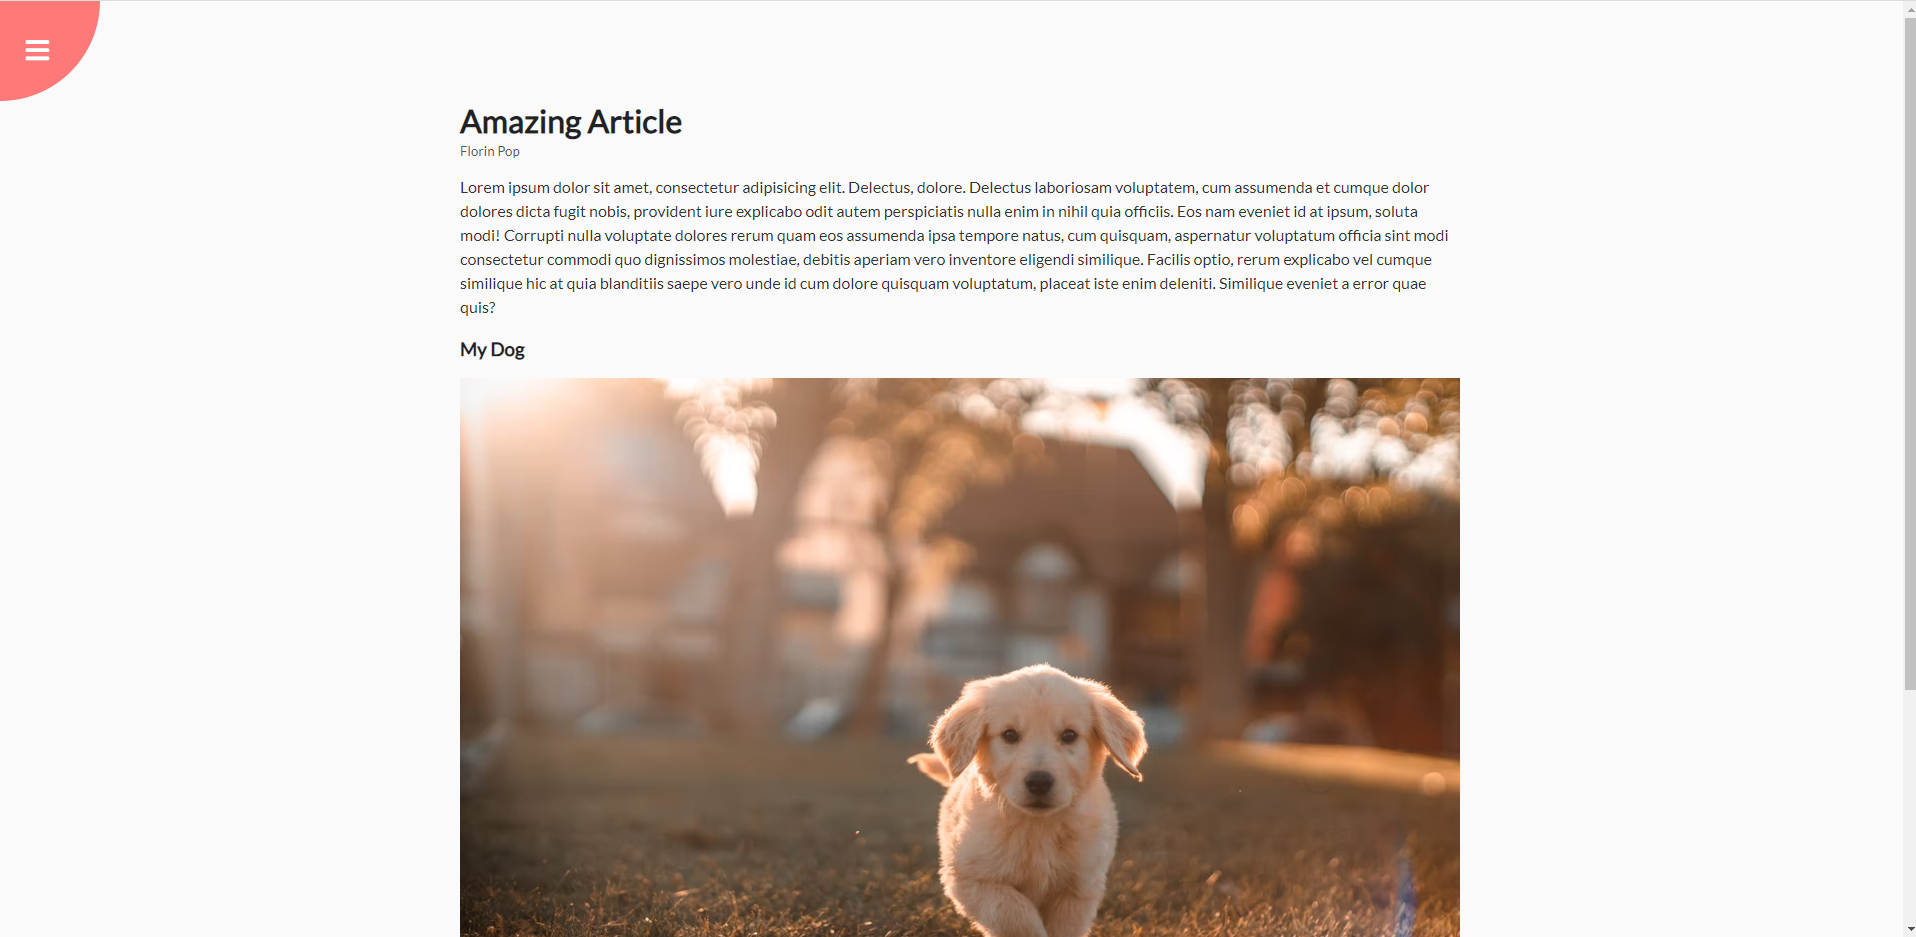 Amazing Article
Florin Pop
Lorem ipsum dolor sit amet, consectetur adipisicing elit. Delectus, dolore. Delectus laboriosam voluptatem, cum assumenda et cumque dolor
dolores dicta fugit nobis, provident iure explicabo odit autem perspiciatis nulla enim in nihil quia officiis. Eos nam eveniet id at ipsum, soluta
modi! Corrupti nulla voluptate dolores rerum quam eos assumenda ipsa tempore natus, cum quisquam, aspernatur voluptatum officia sint modi
consectetur commodi quo dignissimos molestiae, debitis aperiam vero inventore eligendi similique. Facilis optio, rerum explicabo vel cumque
similique hic at quia blanditiis saepe vero unde id cum dolore quisquam voluptatum, placeat iste enim deleniti. Similique eveniet a error quae
quis?
My Dog